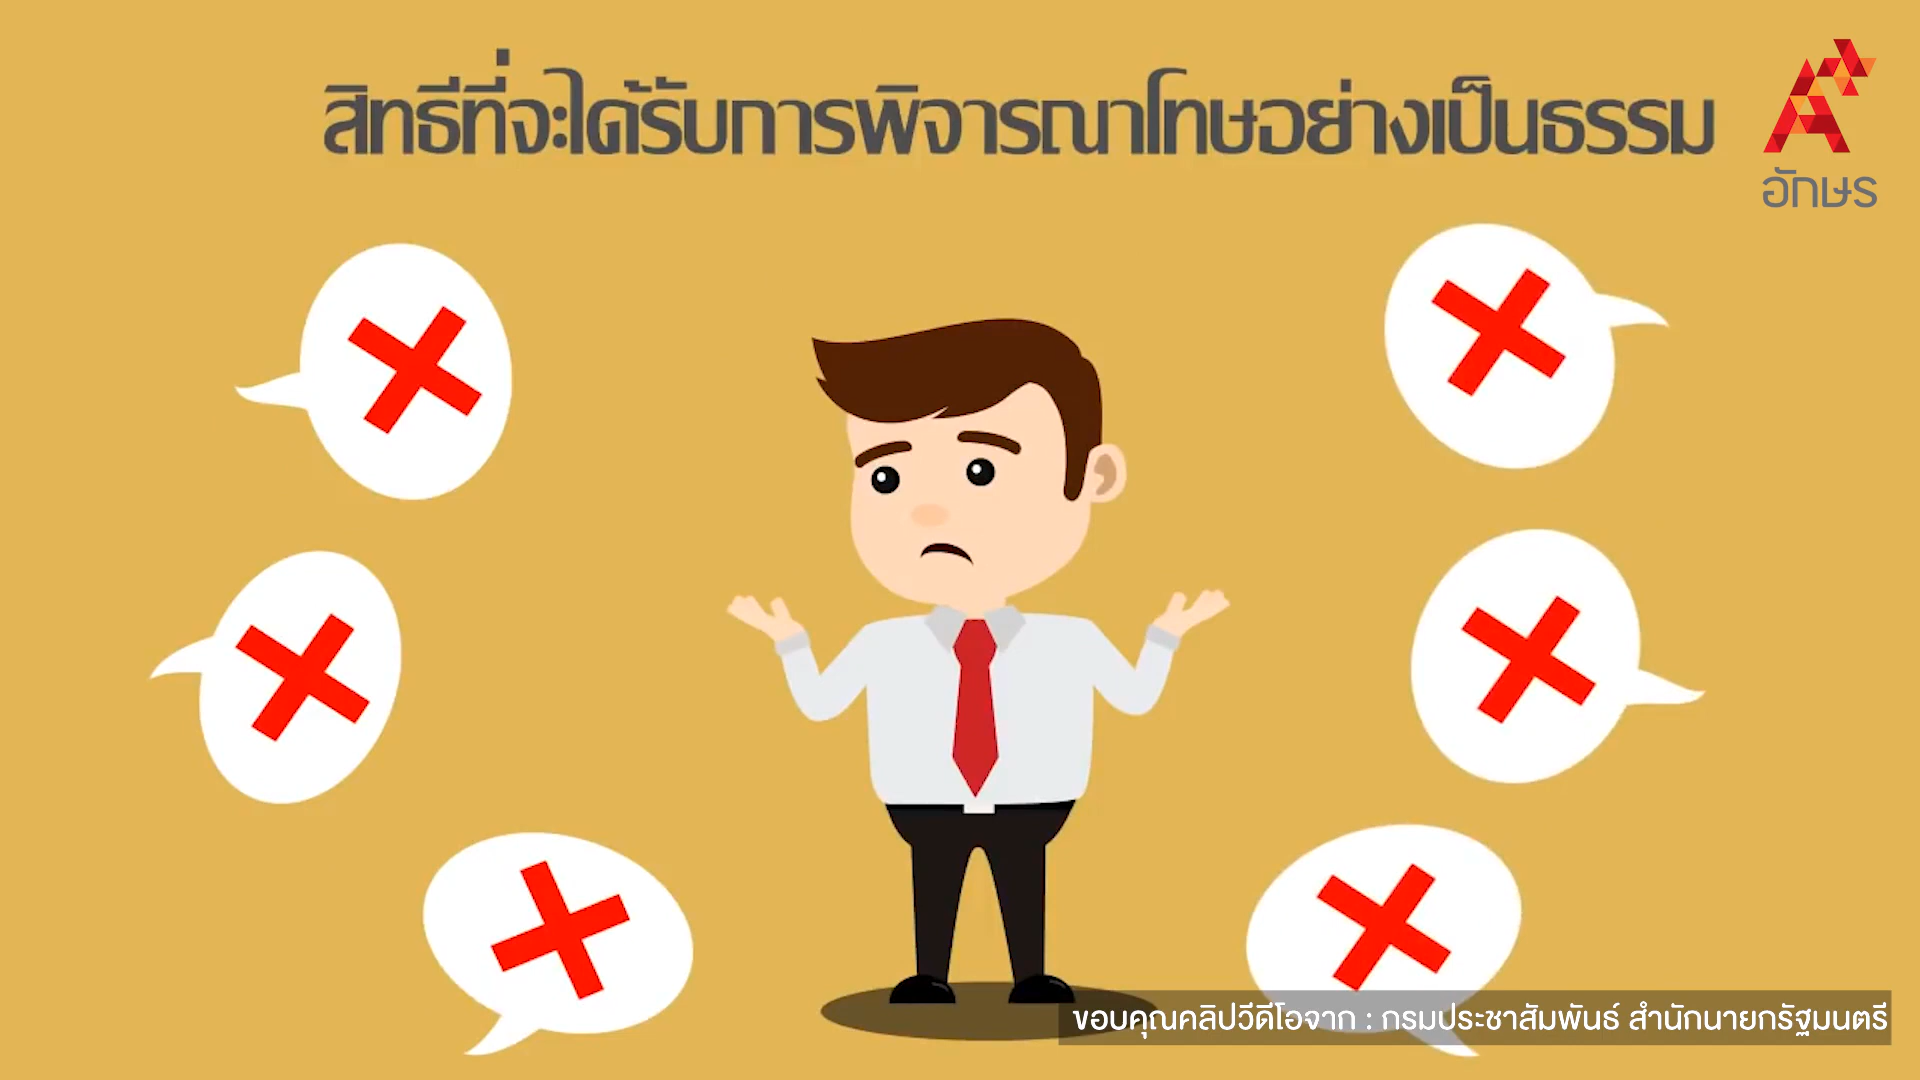 สิทธิที่จะได้รับการพิจารณาโทษอย่างเป็นธรรม
อักษร
ขอบคุณคลิปวีดีโอจาก : กรมประชาสัมพันธ์ สำนักนายกรัฐมนตรี